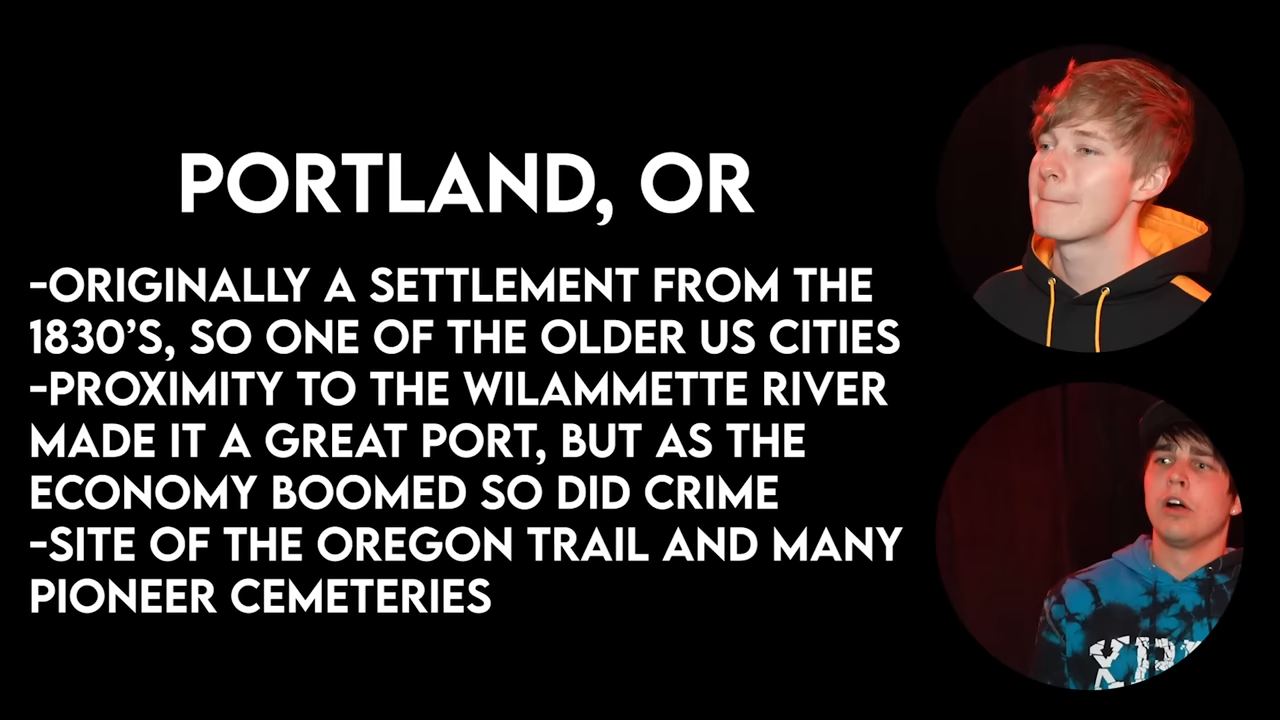 PORTLAND, OR
-ORIGINALLY A SETTLEMENT FROM THE
1830'S, SO ONE OF THE OLDER US CITIES
-PROXIMITY TO THE WILAMMETTE RIVER
MADE IT A GREAT PORT, BUT AS THE
ECONOMY BOOMED SO DID CRIME
-SITE OF THE OREGON TRAIL AND MANY
PIONEER CEMETERIES